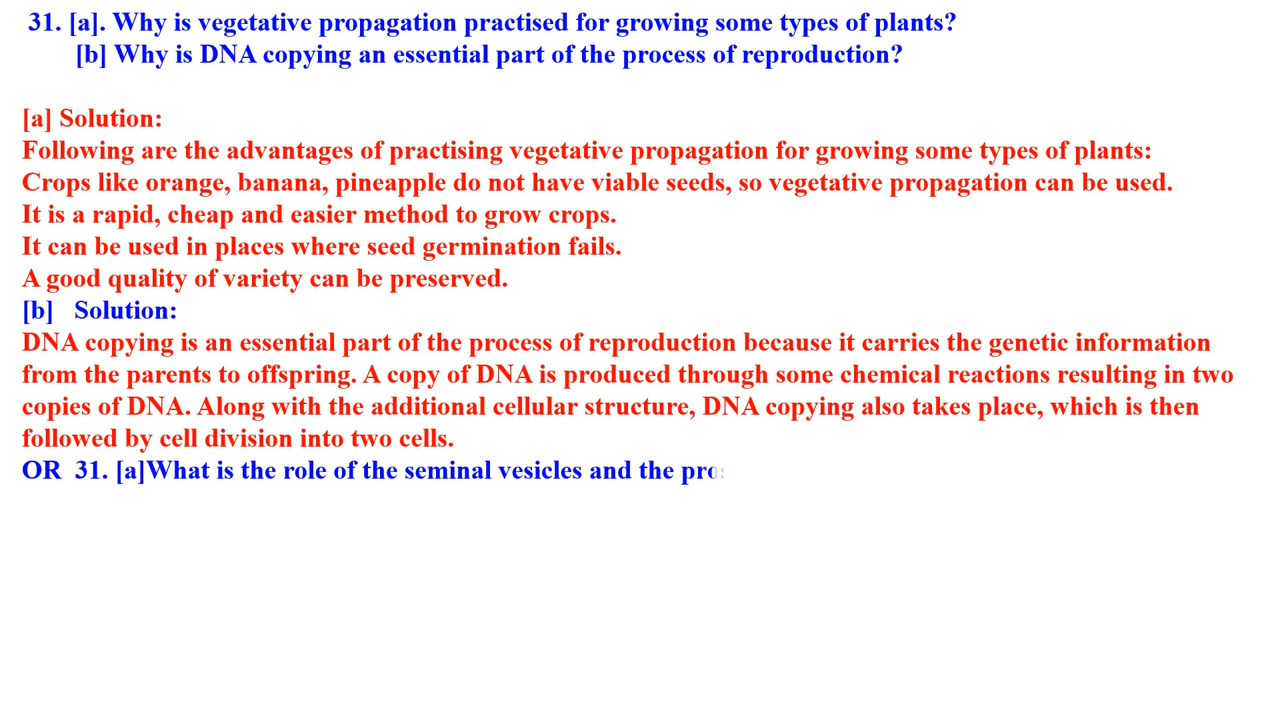 31. [a]. Why is vegetative propagation practised for growing some types of plants?
[b] Why is DNA copying an essential part of the process of reproduction?
[a] Solution:
Following are the advantages of practising vegetative propagation for growing some types of plants:
Crops like orange, banana, pineapple do not have viable seeds, so vegetative propagation can be used.
It is a rapid, cheap and easier method to grow crops.
It can be used in places where seed germination fails.
A good quality of variety can be preserved.
[b] Solution:
DNA copying is an essential part of the process of reproduction because it carries the genetic information
from the parents to offspring. A copy of DNA is produced through some chemical reactions resulting in two
copies of DNA. Along with the additional cellular structure, DNA copying also takes place, which is then
followed by cell division into two cells.
OR 31. [a]What is the role of the seminal vesicles and the